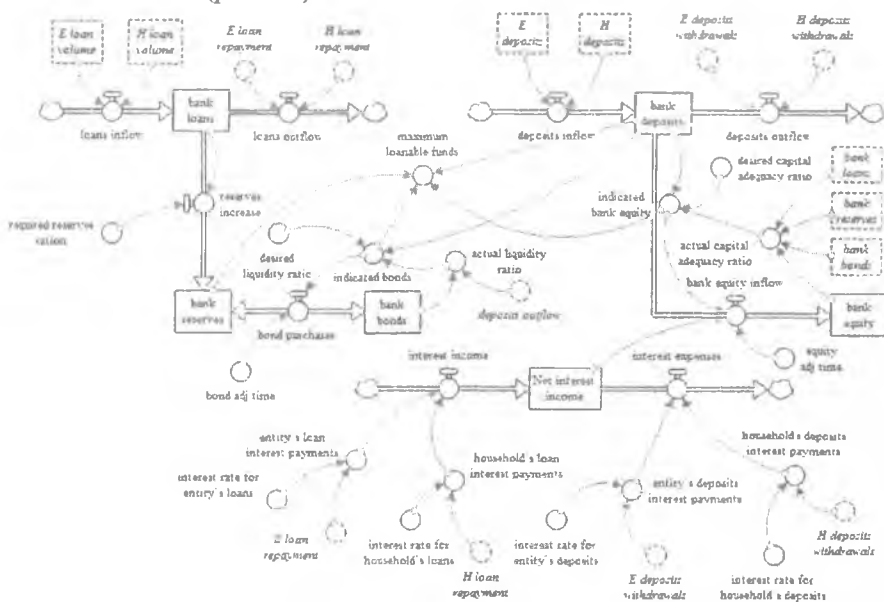 E loan
volume
H loan
volume
E loan
repayment
H loan
repayment
E
deposits
H
deposits
E deposits
withdrawals
H deposits
withdrawals
bank
loans
bank
deposits
loans inflow
loans outflow
deposits inflow
deposits outflow
maximum
loanable funds
desired capital
adequacy ratio
bank
loans
required reserve
ration
reserves
increase
indicated
bank equity
bank
reserves
desired
liquidity ratio
indicated bonds
actual liquidity
ratio
actual capital
adequacy ratio
bank
bonds
bank equity inflow
bank
reserves
bank
bonds
bond purchases
deposits outflow
bank
equity
interest income
interest expenses
equity
adj time
bond adj time
Net interest
income
entity's loan
interest payments
household's loan
interest payments
household's deposits
interest payments
interest rate for
entity's loans
entity's deposits
interest payments
E loan
repayment
interest rate for
household's loans
H loan
repayment
interest rate for
entity's deposits
E deposits
withdrawals
H deposits
withdrawals
interest rate for
household's deposits